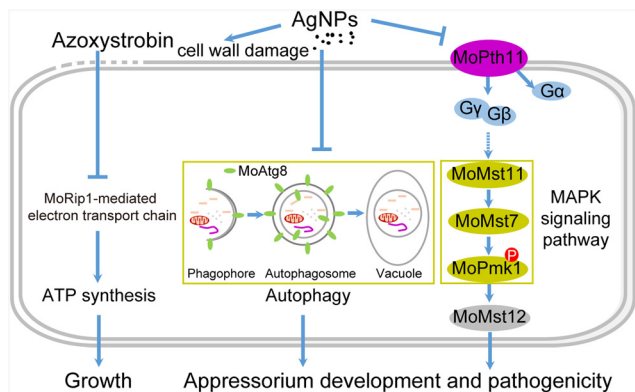 AgNPs
Azoxystrobin
cell wall damage
MoPth11
Gα
Gγ
Gβ
MoAtg8
MoMst11
MoMst7
P
MoPmk1
MAPK
signaling
pathway
MoRip1-mediated
electron transport chain
Phagophore
Autophagosome
Vacuole
ATP synthesis
Autophagy
MoMst12
Growth
Appressorium development and pathogenicity